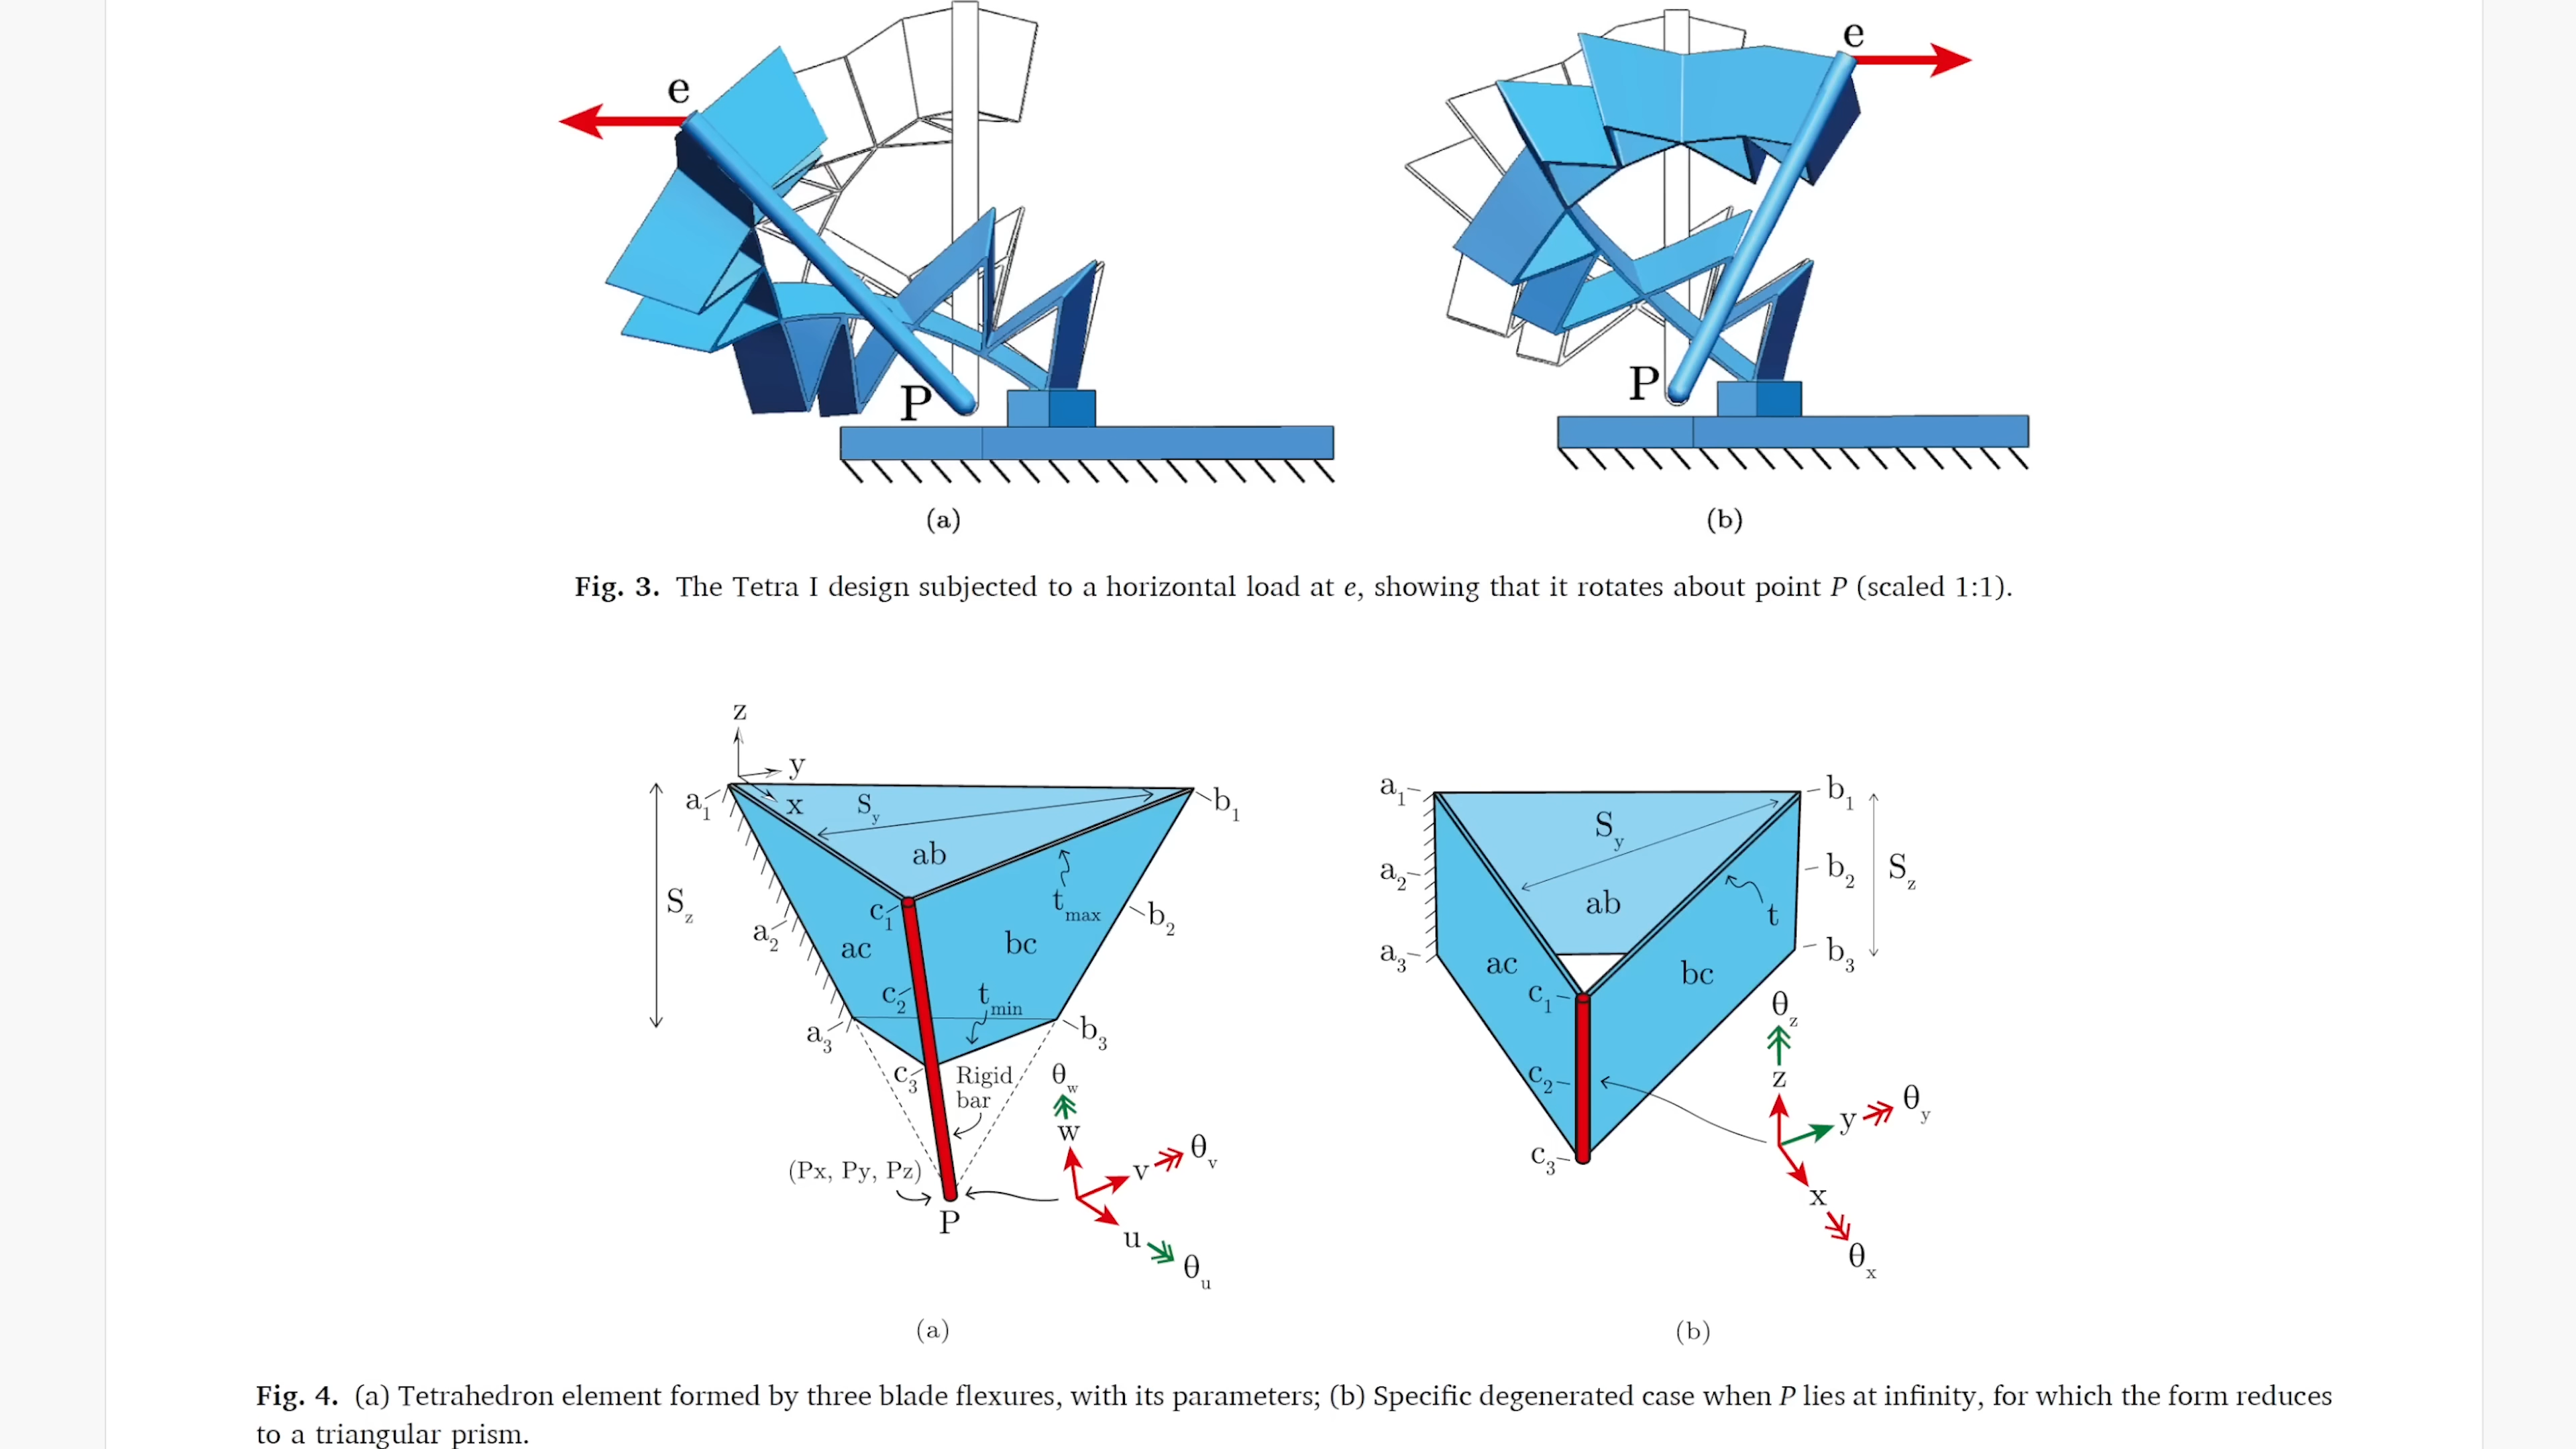 e
P
(a)
e
P
(b)
Fig. 3. The Tetra I design subjected to a horizontal load at e, showing that it rotates about point P (scaled 1:1).
z
y
x
a1
Sy
b1
ab
Sz
c1
tmax
b2
a2
ac
bc
c2
tmin
a3
b3
c3
Rigid
bar
θw
w
(Px, Py, Pz)
v
θv
P
u
θu
(a)
a1
b1
Sy
a2
b2
Sz
ab
t
a3
b3
ac
bc
c1
θz
c2
z
y
θy
c3
x
θx
(b)
Fig. 4. (a) Tetrahedron element formed by three blade flexures, with its parameters; (b) Specific degenerated case when P lies at infinity, for which the form reduces
to a triangular prism.